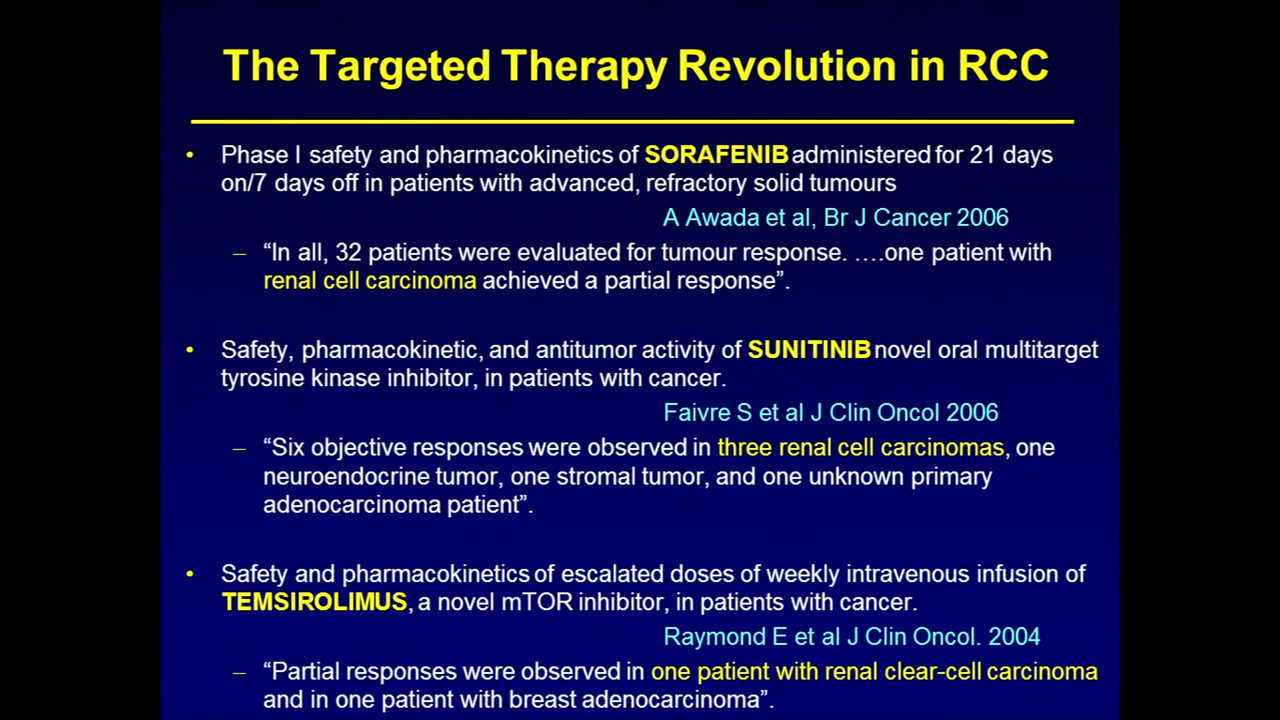 The Targeted Therapy Revolution in RCC
• Phase I safety and pharmacokinetics of SORAFENIB administered for 21 days
on/7 days off in patients with advanced, refractory solid tumours
A Awada et al, Br J Cancer 2006
– “In all, 32 patients were evaluated for tumour response. ….one patient with
renal cell carcinoma achieved a partial response”.
• Safety, pharmacokinetic, and antitumor activity of SUNITINIB novel oral multitarget
tyrosine kinase inhibitor, in patients with cancer.
Faivre S et al J Clin Oncol 2006
– “Six objective responses were observed in three renal cell carcinomas, one
neuroendocrine tumor, one stromal tumor, and one unknown primary
adenocarcinoma patient”.
• Safety and pharmacokinetics of escalated doses of weekly intravenous infusion of
TEMSIROLIMUS, a novel mTOR inhibitor, in patients with cancer.
Raymond E et al J Clin Oncol. 2004
– “Partial responses were observed in one patient with renal clear-cell carcinoma
and in one patient with breast adenocarcinoma”.